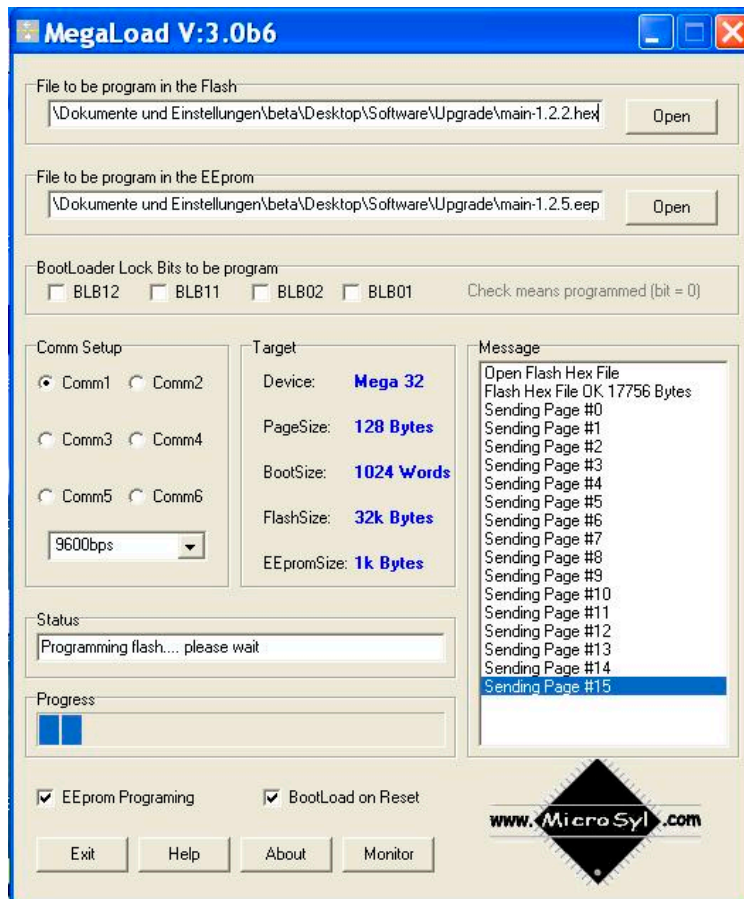 MegaLoad V:3.0b6
File to be program in the Flash
\Dokumente und Einstellungen\beta\Desktop\Software\Upgrade\main-1.2.2.hex
Open
File to be program in the EEprom
\Dokumente und Einstellungen\beta\Desktop\Software\Upgrade\main-1.2.5.eep
Open
BootLoader Lock Bits to be program
BLB12 BLB11 BLB02 BLB01 Check means programmed (bit = 0)
Comm Setup
Comm1 Comm2
Comm3 Comm4
Comm5 Comm6
9600bps
Target
Device: Mega 32
PageSize: 128 Bytes
BootSize: 1024 Words
FlashSize: 32k Bytes
EEpromSize: 1k Bytes
Message
Open Flash Hex File
Flash Hex File OK 17756 Bytes
Sending Page #0
Sending Page #1
Sending Page #2
Sending Page #3
Sending Page #4
Sending Page #5
Sending Page #6
Sending Page #7
Sending Page #8
Sending Page #9
Sending Page #10
Sending Page #11
Sending Page #12
Sending Page #13
Sending Page #14
Sending Page #15
Status
Programming flash.... please wait
Progress
EEprom Programing BootLoad on Reset
www.MicroSyl.com
Exit Help About Monitor